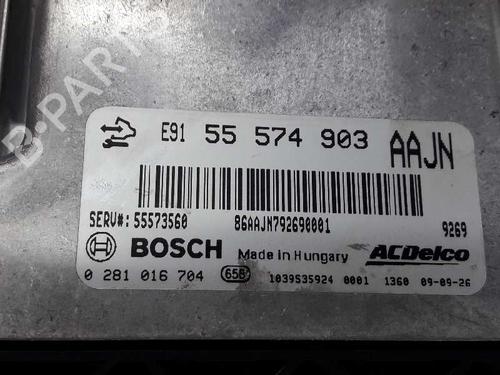 E91 55 574 903 AAJN
SERV#: 55573560 86AAJN792690001 9269
BOSCH Made in Hungary ACDelco
0 281 016 704 658 1039S35924 0001 1360 09-09-26
B-PARTS